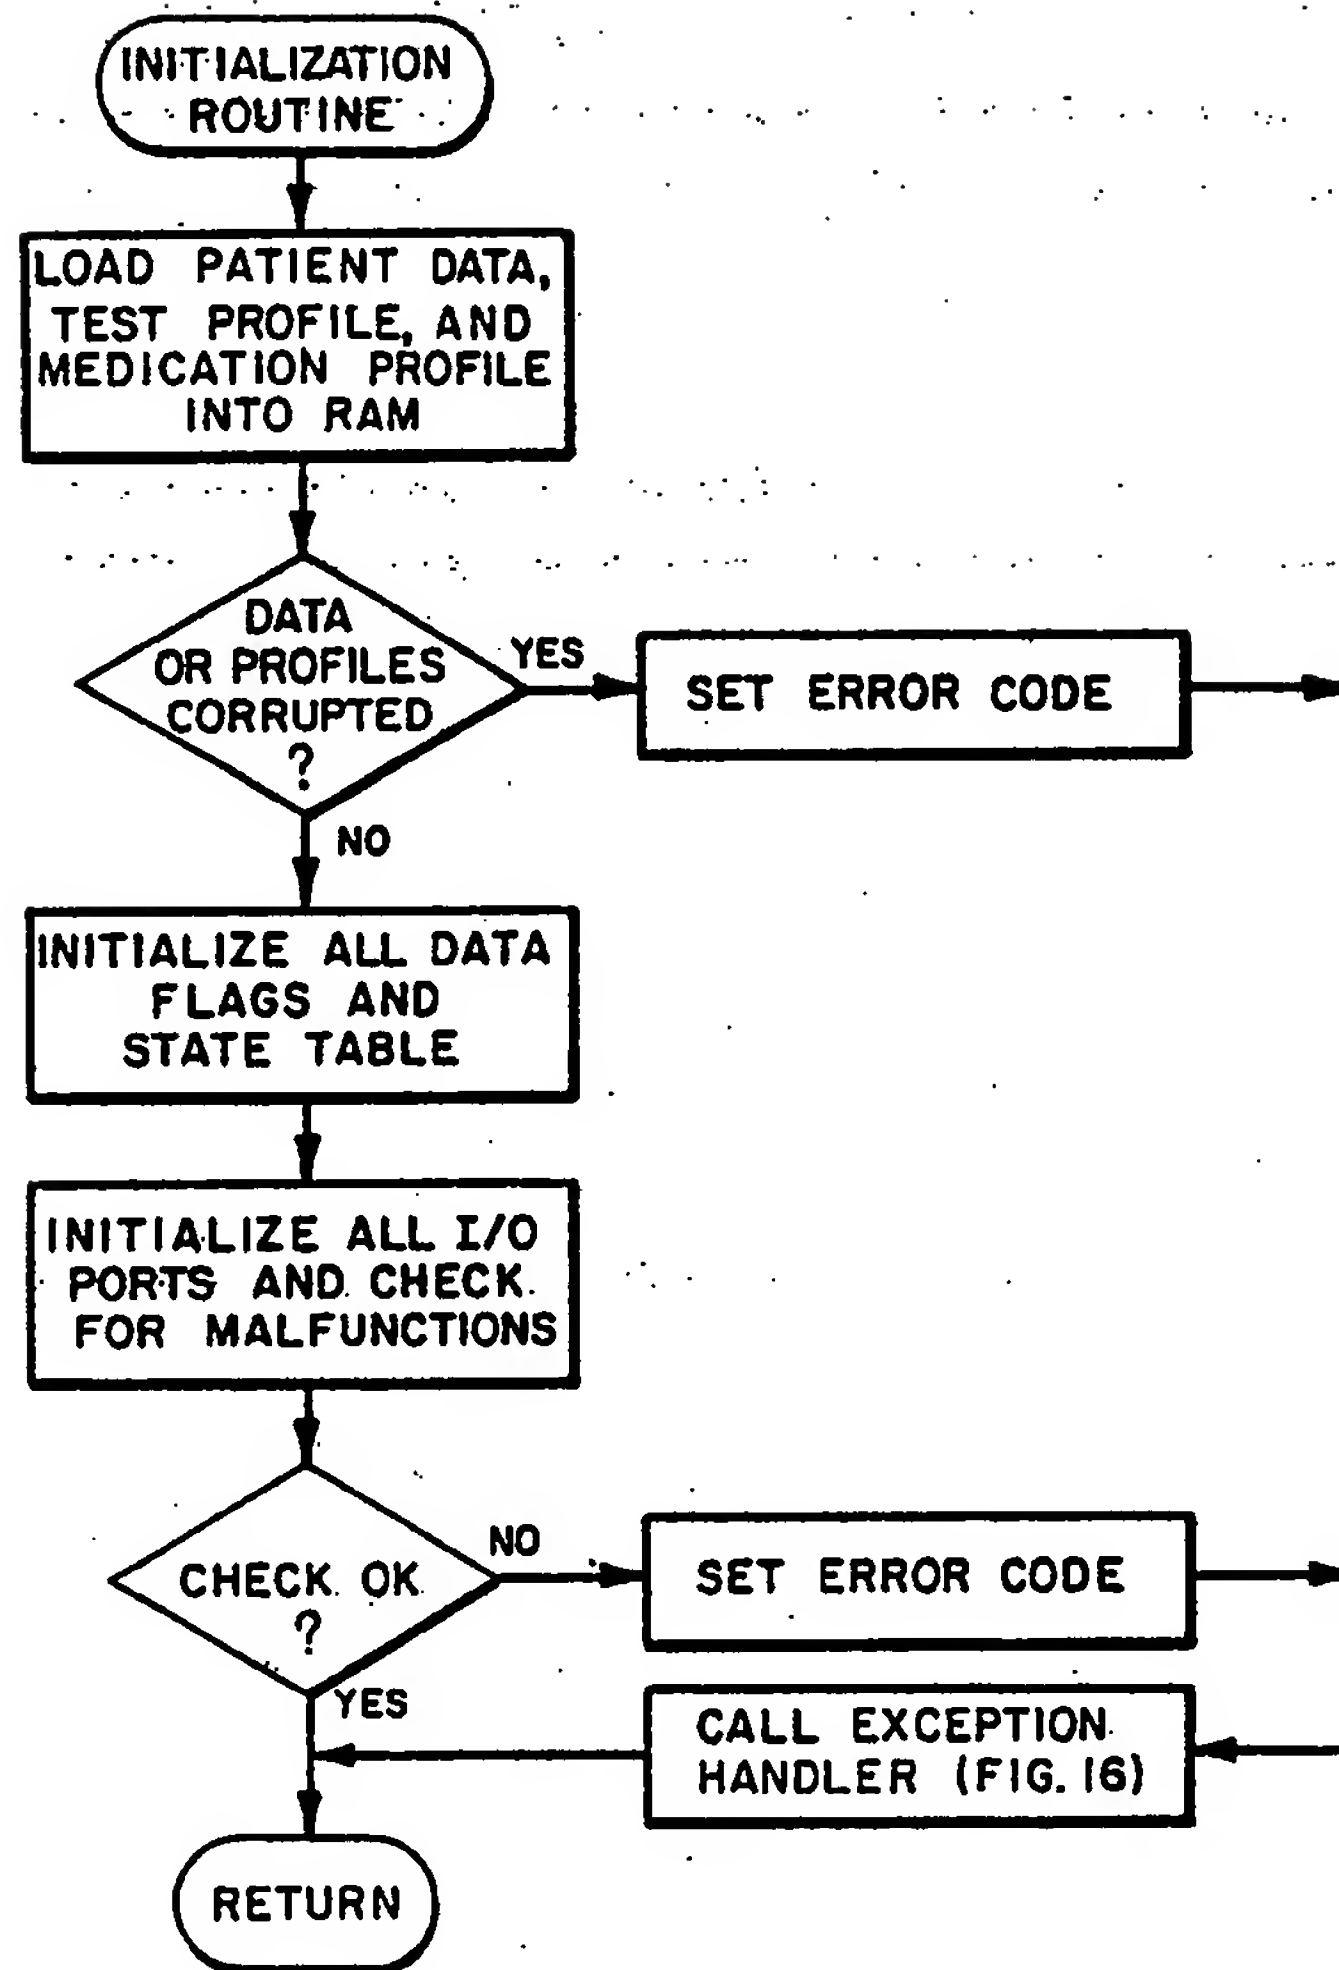 INITIALIZATION
ROUTINE
LOAD PATIENT DATA,
TEST PROFILE, AND
MEDICATION PROFILE
INTO RAM
DATA
OR PROFILES
CORRUPTED
?
YES
SET ERROR CODE
NO
INITIALIZE ALL DATA
FLAGS AND
STATE TABLE
INITIALIZE ALL I/O
PORTS AND CHECK
FOR MALFUNCTIONS
CHECK OK
?
NO
SET ERROR CODE
YES
CALL EXCEPTION
HANDLER (FIG. 16)
RETURN